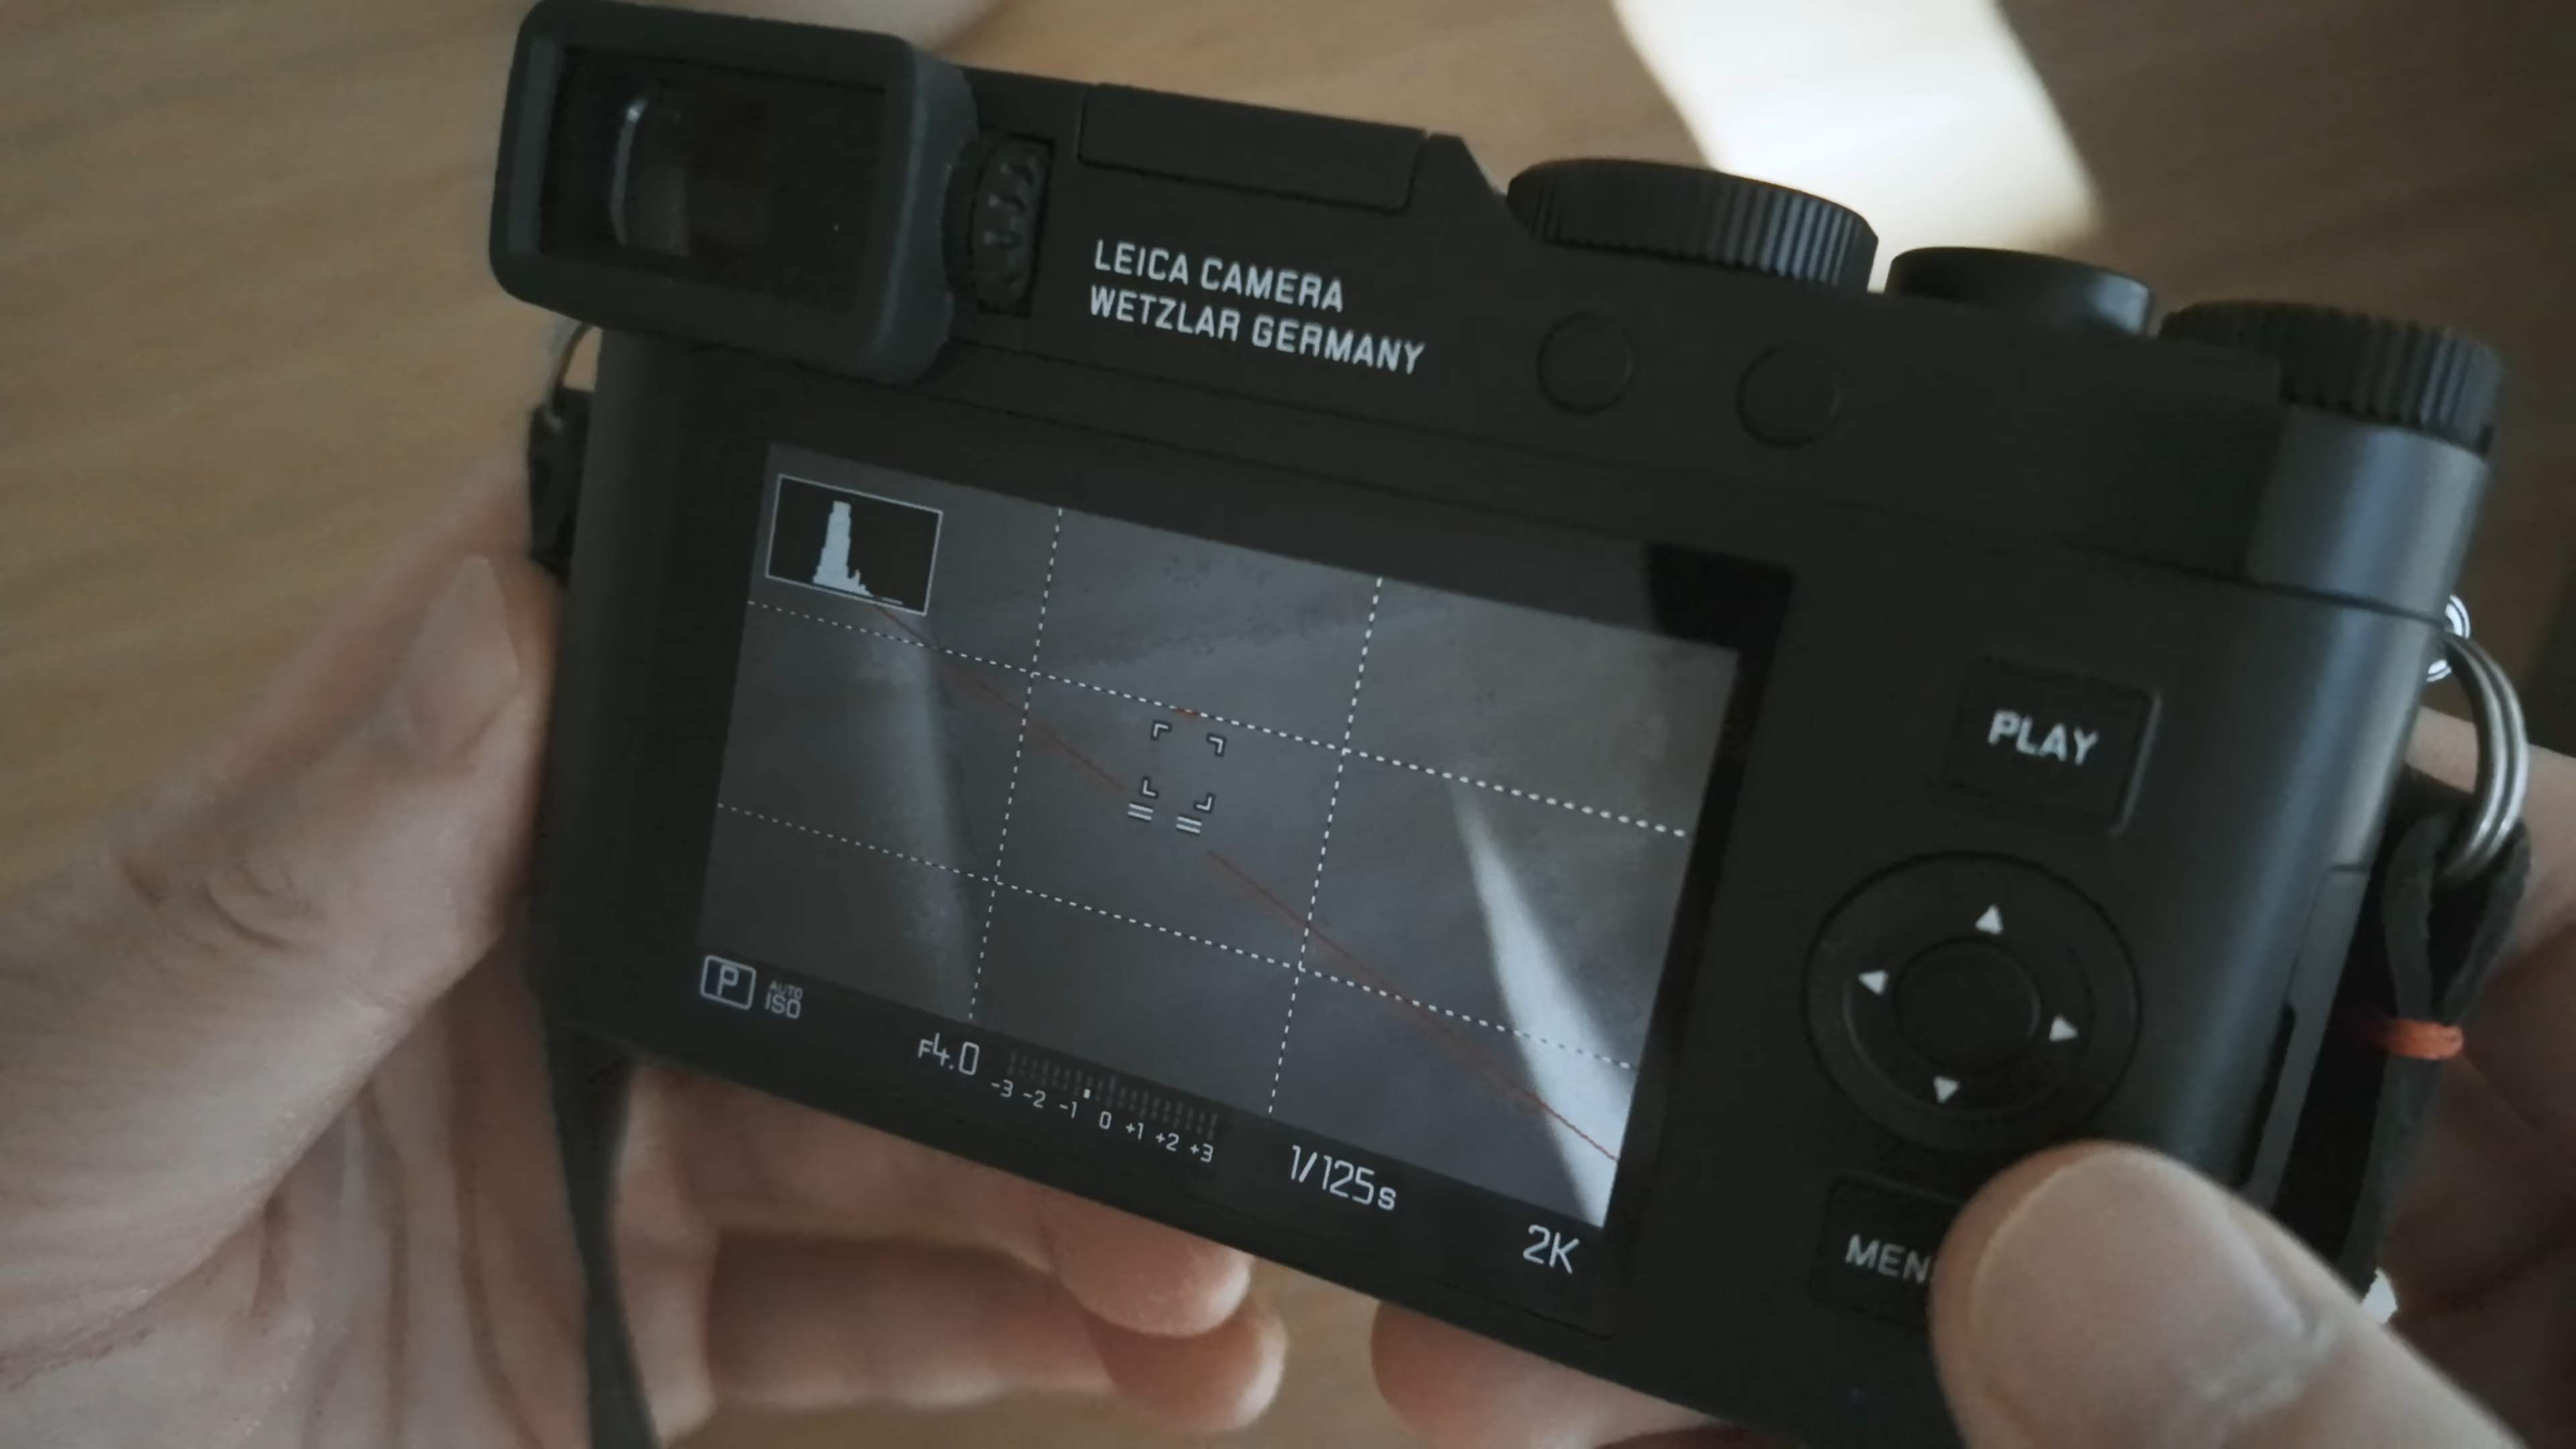 LEICA CAMERA
WETZLAR GERMANY
PLAY
P AUTO ISO
F4.0
-3 -2 -1 0 +1 +2 +3
1/125s
2K
MEN